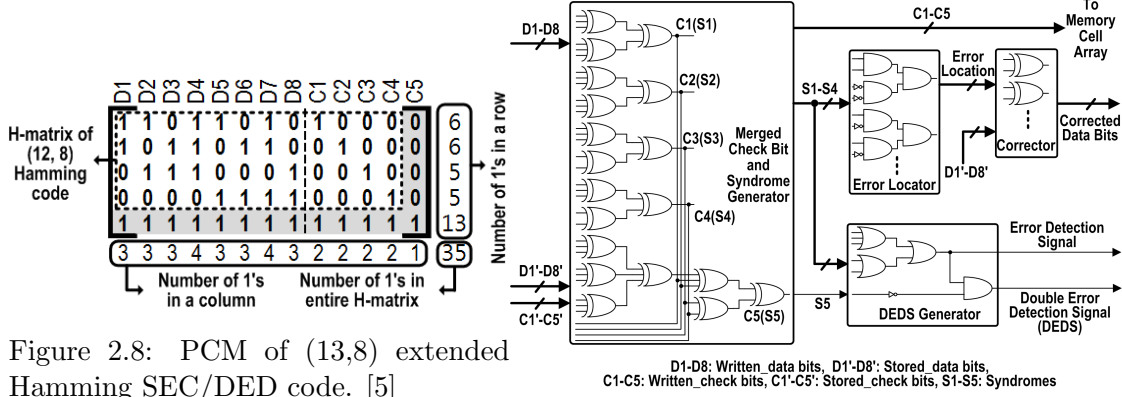 D1 D2 D3 D4 D5 D6 D7 D8 C1 C2 C3 C4 C5
H-matrix of
(12, 8)
Hamming
code
1 1 0 1 1 0 1 0 1 0 0 0 0 6
1 0 1 1 0 1 1 0 0 1 0 0 0 6
0 1 1 1 0 0 0 1 0 0 1 0 0 5
0 0 0 0 1 1 1 1 0 0 0 1 0 5
1 1 1 1 1 1 1 1 1 1 1 1 1 13
3 3 3 4 3 3 4 3 2 2 2 2 1 35
Number of 1's in a row
Number of 1's
in a column
Number of 1's in
entire H-matrix
Figure 2.8: PCM of (13,8) extended
Hamming SEC/DED code. [5]
D1-D8
D1'-D8'
C1'-C5'
C1(S1)
C2(S2)
C3(S3)
C4(S4)
C5(S5)
Merged
Check Bit
and
Syndrome
Generator
C1-C5
To
Memory
Cell
Array
S1-S4
Error Locator
Error
Location
D1'-D8'
Corrector
Corrected
Data Bits
S5
DEDS Generator
Error Detection
Signal
Double Error
Detection Signal
(DEDS)
D1-D8: Written_data bits, D1'-D8': Stored_data bits,
C1-C5: Written_check bits, C1'-C5': Stored_check bits, S1-S5: Syndromes